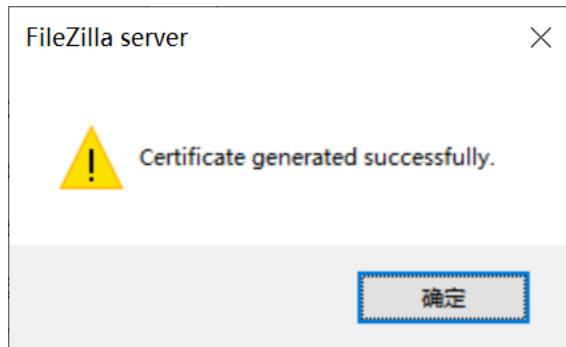 FileZilla server
Certificate generated successfully.
确定